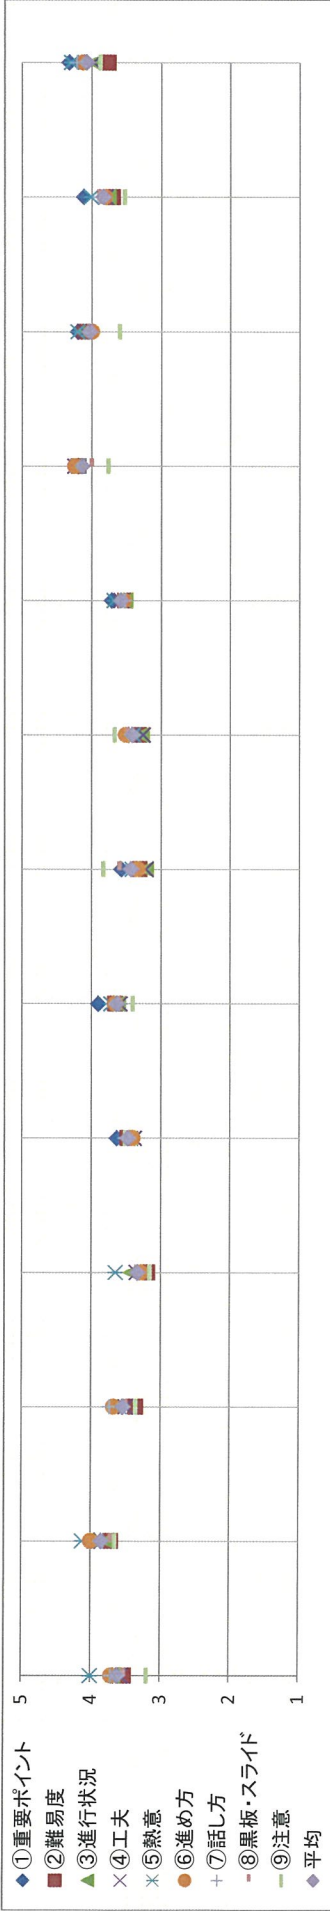 5
4
3
2
1
①重要ポイント
②難易度
③進行状況
④工夫
⑤熱意
⑥進め方
⑦話し方
⑧黒板・スライド
⑨注意
平均